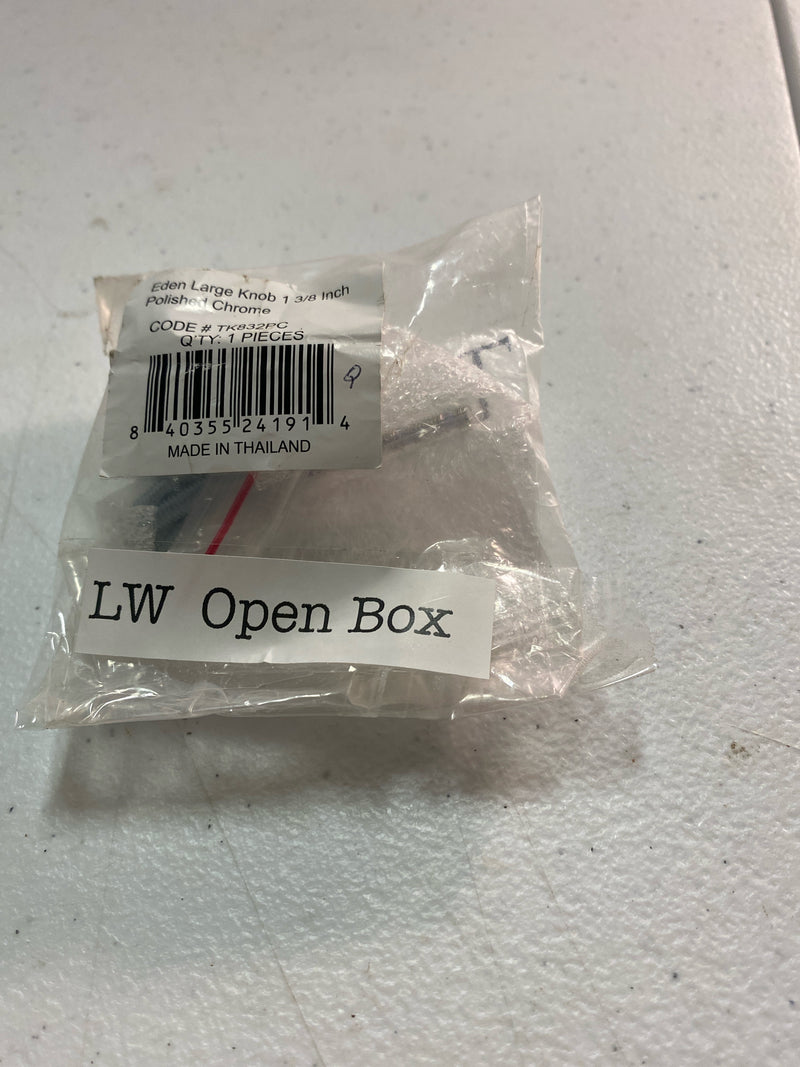 Eden Large Knob 1 3/8 Inch
Polished Chrome
CODE # TK832PC
Q'TY: 1 PIECES
Q
8 40355 24191 4
MADE IN THAILAND
LW Open Box